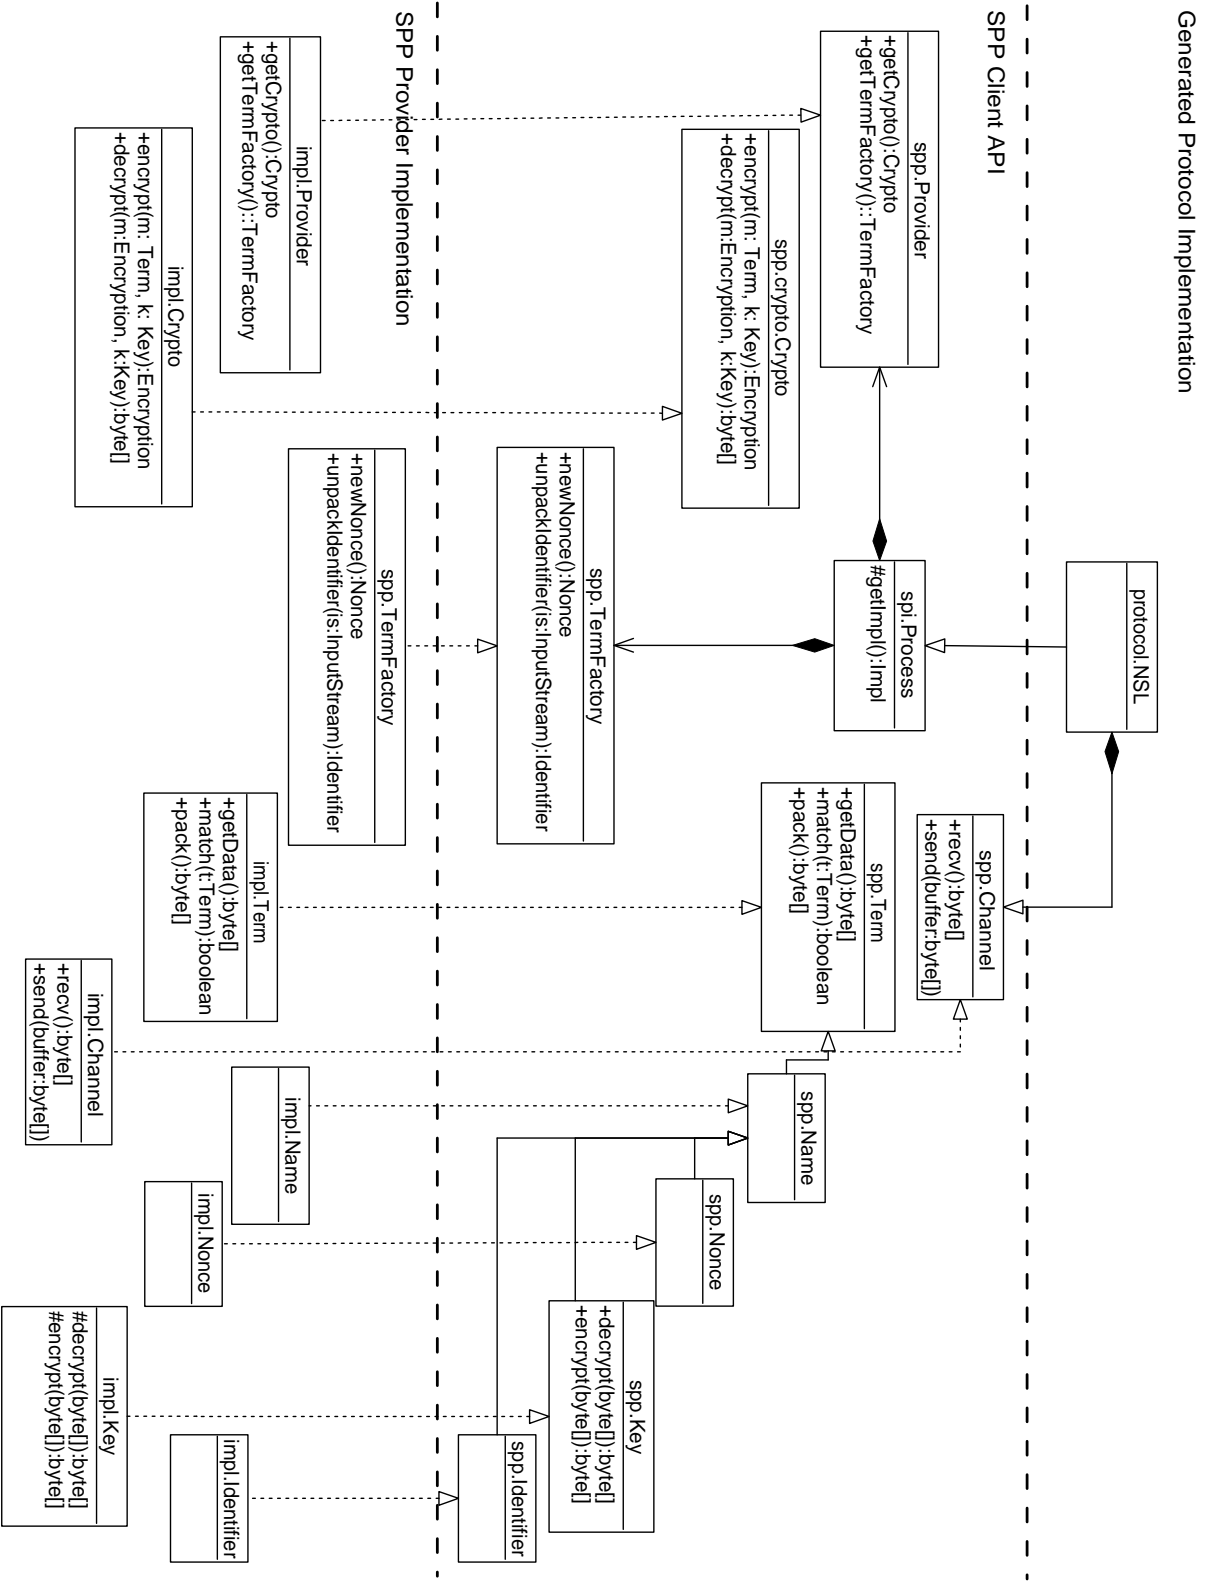 Generated Protocol Implementation
protocol.NSL
SPP Client API
spp.Provider
+getCrypto():Crypto
+getTermFactory()::TermFactory
spi.Process
#getImpl():Impl
spp.Channel
+recv():byte[]
+send(buffer:byte[])
spp.crypto.Crypto
+encrypt(m: Term, k: Key):Encryption
+decrypt(m:Encryption, k:Key):byte[]
spp.Term
+getData():byte[]
+match(t:Term):boolean
+pack():byte[]
spp.Name
spp.Nonce
spp.TermFactory
+newNonce():Nonce
+unpackIdentifier(is:InputStream):Identifier
spp.Key
+decrypt(byte[]):byte[]
+encrypt(byte[]):byte[]
spp.Identifier
SPP Provider Implementation
impl.Provider
+getCrypto():Crypto
+getTermFactory()::TermFactory
spp.TermFactory
+newNonce():Nonce
+unpackIdentifier(is:InputStream):Identifier
impl.Crypto
+encrypt(m: Term, k: Key):Encryption
+decrypt(m:Encryption, k:Key):byte[]
impl.Term
+getData():byte[]
+match(t:Term):boolean
+pack():byte[]
impl.Channel
+recv():byte[]
+send(buffer:byte[])
impl.Name
impl.Nonce
impl.Key
#decrypt(byte[]):byte[]
#encrypt(byte[]):byte[]
impl.Identifier